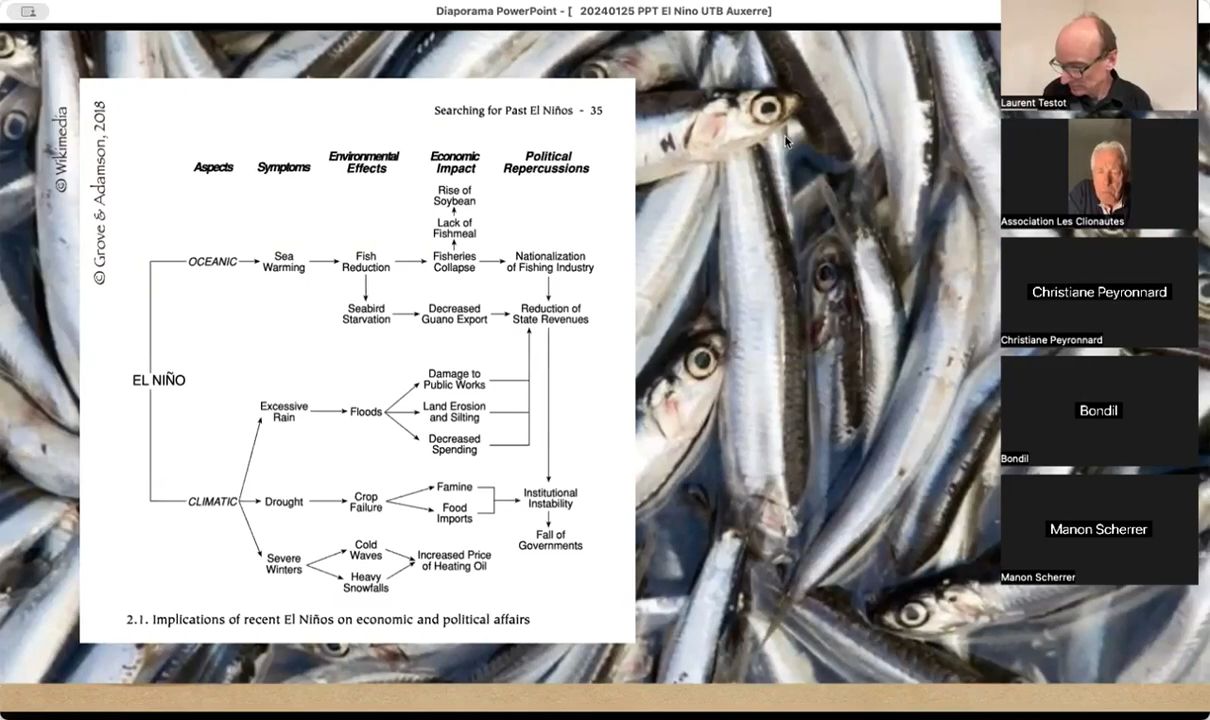 Diaporama PowerPoint - [ 20240125 PPT El Nino UTB Auxerre]
© Wikimedia
© Grove & Adamson, 2018
Searching for Past El Niños - 35
Aspects
Symptoms
Environmental
Effects
Economic
Impact
Political
Repercussions
Rise of
Soybean
Lack of
Fishmeal
OCEANIC
Sea
Warming
Fish
Reduction
Fisheries
Collapse
Nationalization
of Fishing Industry
Seabird
Starvation
Decreased
Guano Export
Reduction of
State Revenues
EL NIÑO
Excessive
Rain
Floods
Damage to
Public Works
Land Erosion
and Silting
Decreased
Spending
CLIMATIC
Drought
Crop
Failure
Famine
Food
Imports
Institutional
Instability
Fall of
Governments
Severe
Winters
Cold
Waves
Heavy
Snowfalls
Increased Price
of Heating Oil
2.1. Implications of recent El Niños on economic and political affairs
Laurent Testot
Association Les Clionautes
Christiane Peyronnard
Christiane Peyronnard
Bondil
Bondil
Manon Scherrer
Manon Scherrer